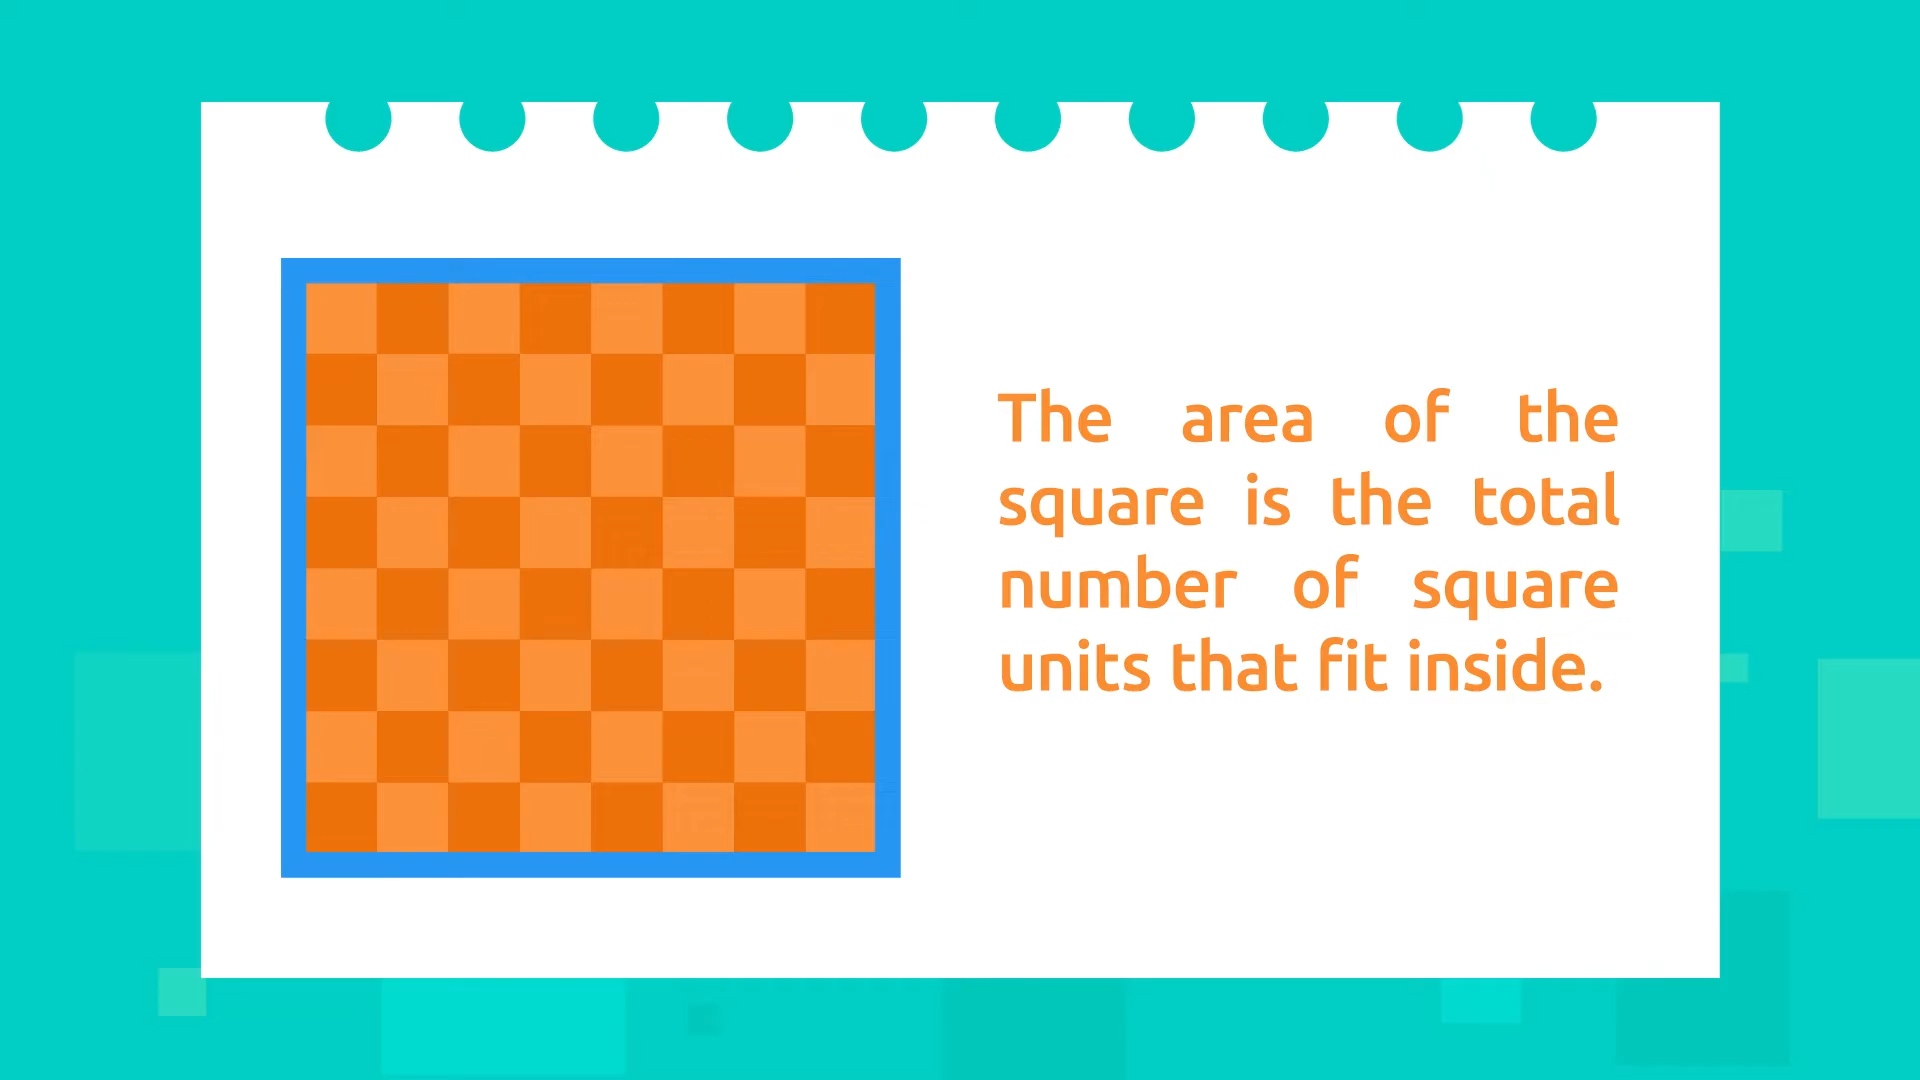 The area of the
square is the total
number of square
units that fit inside.